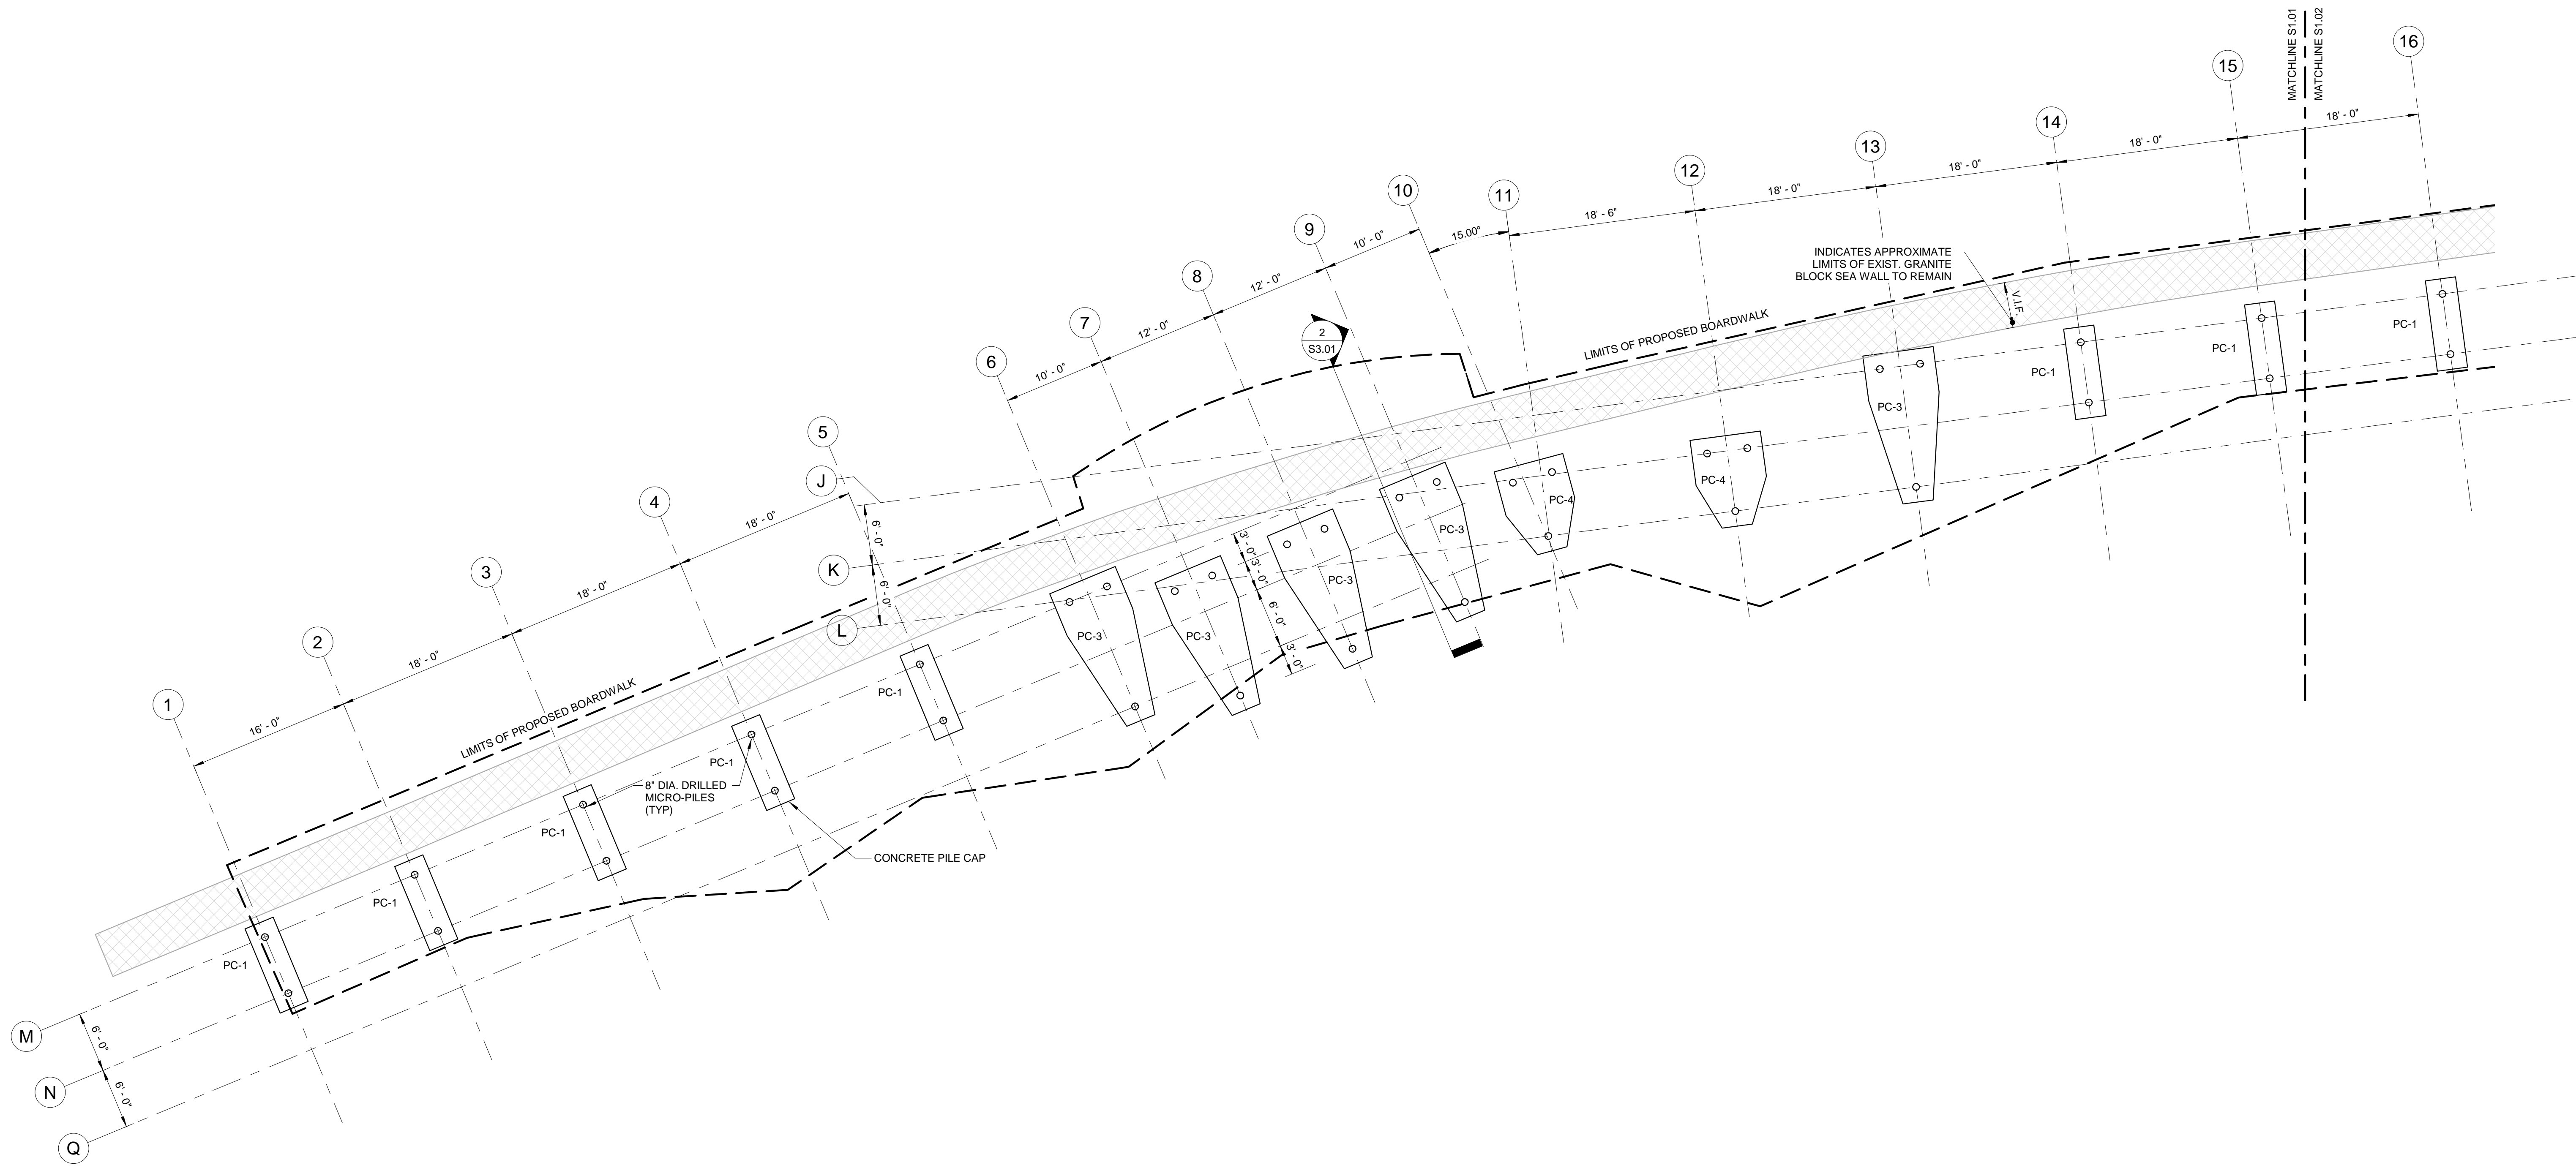 MATCHLINE S1.01
MATCHLINE S1.02
16
15
14
13
12
11
10
9
8
7
6
5
4
3
2
1
J
K
L
M
N
Q
16' - 0"
18' - 0"
18' - 0"
18' - 0"
10' - 0"
12' - 0"
12' - 0"
10' - 0"
15.00°
18' - 6"
18' - 0"
18' - 0"
18' - 0"
18' - 0"
INDICATES APPROXIMATE
LIMITS OF EXIST. GRANITE
BLOCK SEA WALL TO REMAIN
V.I.F.
LIMITS OF PROPOSED BOARDWALK
2
S3.01
6' - 0"
6' - 0"
3' - 0"
3' - 0"
6' - 0"
3' - 0"
LIMITS OF PROPOSED BOARDWALK
PC-1
PC-1
PC-1
PC-1
PC-1
PC-3
PC-3
PC-3
PC-3
PC-4
PC-4
PC-3
PC-1
PC-1
PC-1
8" DIA. DRILLED
MICRO-PILES
(TYP)
CONCRETE PILE CAP
6' - 0"
6' - 0"